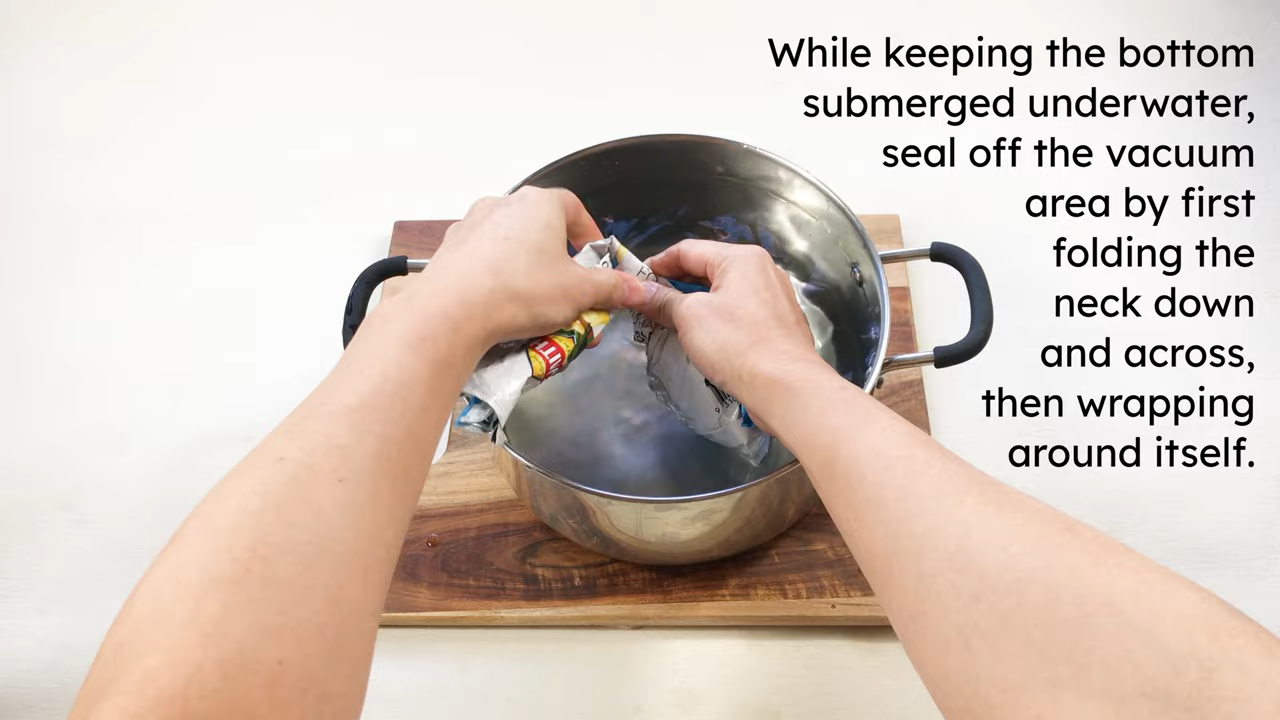 While keeping the bottom
submerged underwater,
seal off the vacuum
area by first
folding the
neck down
and across,
then wrapping
around itself.